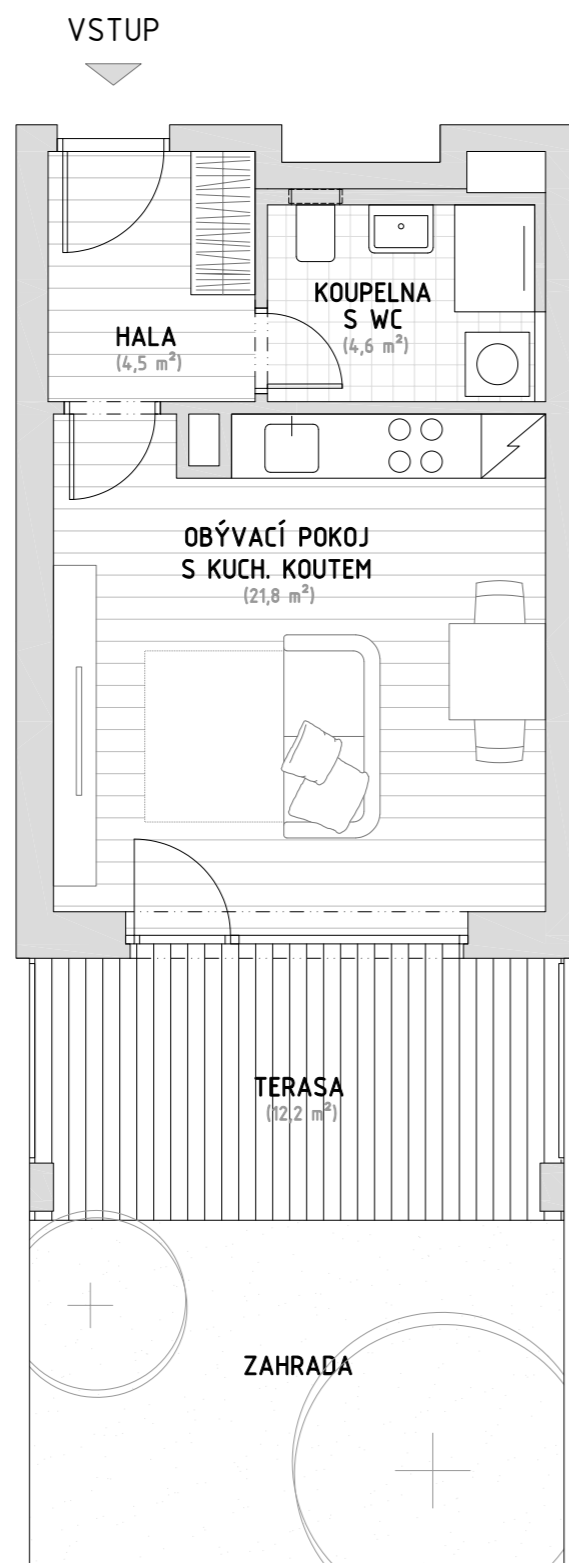 VSTUP
KOUPELNA
S WC
(4,6 m²)
HALA
(4,5 m²)
OBÝVACÍ POKOJ
S KUCH. KOUTEM
(21,8 m²)
TERASA
(12,2 m²)
ZAHRADA